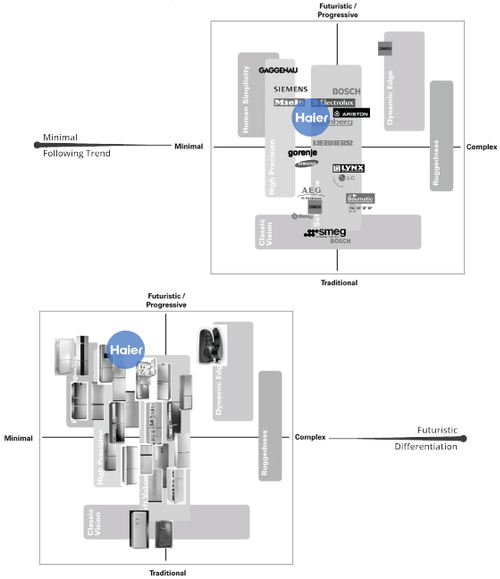 Futuristic /
Progressive
Human Simplicity
GAGGENAU
High Precision
SIEMENS
BOSCH
Miele
Electrolux
Haier
ARISTON
LIEBHERR
gorenje
SAMSUNG
LYNX
LG
AEG
Baumatic
smeg
BOSCH
Dynamic Edge
Ruggedness
Classic
Vision
Minimal
Following Trend
Minimal
Complex
Traditional
Futuristic /
Progressive
Haier
Dynamic Edge
Ruggedness
High Precision
Classic
Vision
Minimal
Complex
Futuristic
Differentiation
Traditional